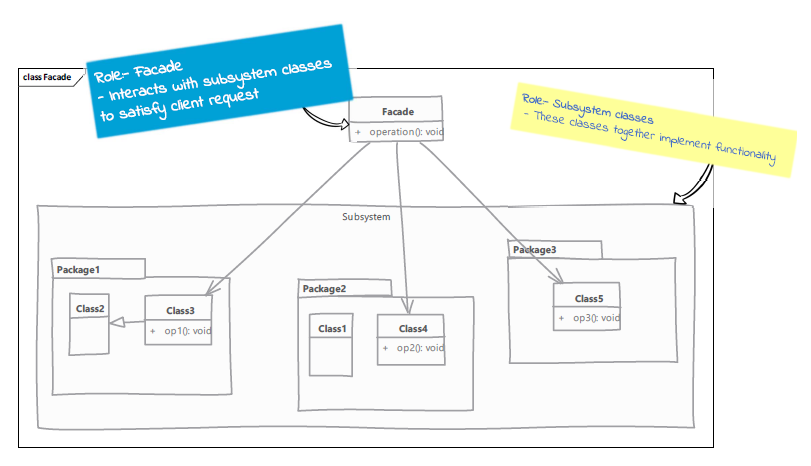 class Facade
Role- Facade
- Interacts with subsystem classes
to satisfy client request
Facade
+ operation(): void
Role- Subsystem classes
- These classes together implement functionality
Subsystem
Package1
Class2
Class3
+ op1(): void
Package2
Class1
Class4
+ op2(): void
Package3
Class5
+ op3(): void